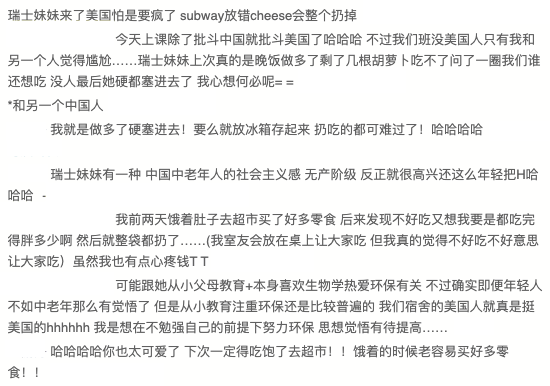 瑞士妹妹来了美国怕是要疯了 subway放错cheese会整个扔掉
今天上课除了批斗中国就批斗美国了哈哈哈 不过我们班没美国人只有我和
另一个人觉得尴尬……瑞士妹妹上次真的是晚饭做多了剩了几根胡萝卜吃不了问了一圈我们谁
还想吃 没人最后她硬都塞进去了 我心想何必呢= =
*和另一个中国人
我就是做多了硬塞进去！要么就放冰箱存起来 扔吃的都可难过了！哈哈哈哈
瑞士妹妹有一种 中国中老年人的社会主义感 无产阶级 反正就很高兴还这么年轻把H哈
哈哈 -
我前两天饿着肚子去超市买了好多零食 后来发现不好吃又想我要是都吃完
得胖多少啊 然后就整袋都扔了……(我室友会放在桌上让大家吃 但我真的觉得不好吃不好意思
让大家吃）虽然我也有点心疼钱T T
可能跟她从小父母教育+本身喜欢生物学热爱环保有关 不过确实即便年轻人
不如中老年那么有觉悟了 但是从小教育注重环保还是比较普遍的 我们宿舍的美国人就真是挺
美国的hhhhhh 我是想在不勉强自己的前提下努力环保 思想觉悟有待提高……
哈哈哈哈你也太可爱了 下次一定得吃饱了去超市！！饿着的时候老容易买好多零
食！！